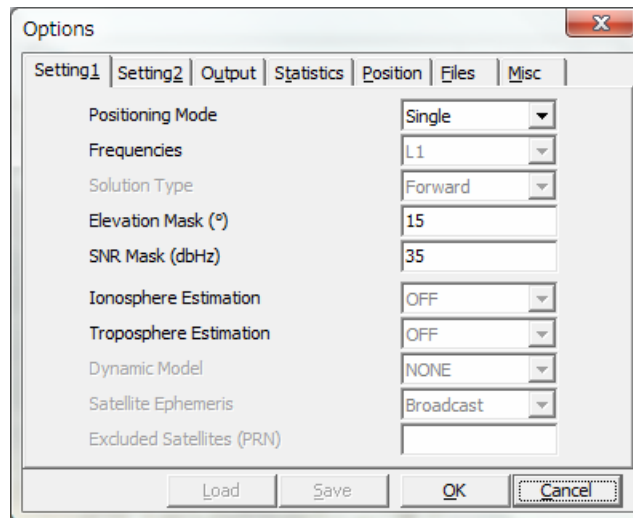 Options
Setting1 Setting2 Output Statistics Position Files Misc
Positioning Mode Single
Frequencies L1
Solution Type Forward
Elevation Mask (°) 15
SNR Mask (dbHz) 35
Ionosphere Estimation OFF
Troposphere Estimation OFF
Dynamic Model NONE
Satellite Ephemeris Broadcast
Excluded Satellites (PRN)
Load Save OK Cancel